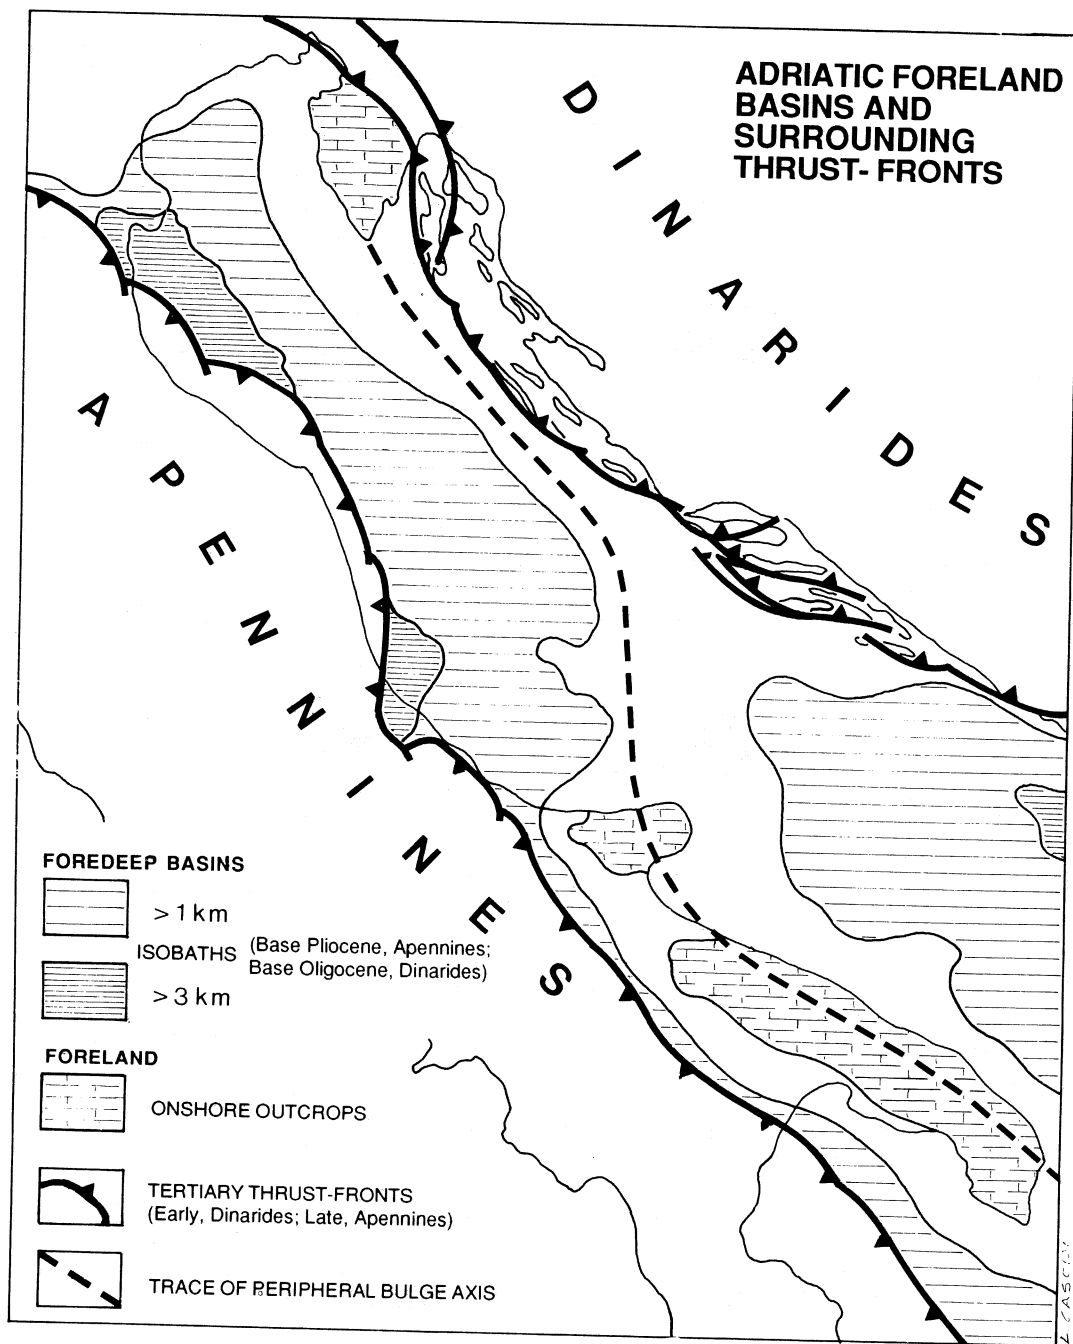 ADRIATIC FORELAND
BASINS AND
SURROUNDING
THRUST- FRONTS
DINARIDES
APENNINES
FOREDEEP BASINS
> 1 km
ISOBATHS (Base Pliocene, Apennines;
Base Oligocene, Dinarides)
> 3 km
FORELAND
ONSHORE OUTCROPS
TERTIARY THRUST-FRONTS
(Early, Dinarides; Late, Apennines)
TRACE OF PERIPHERAL BULGE AXIS